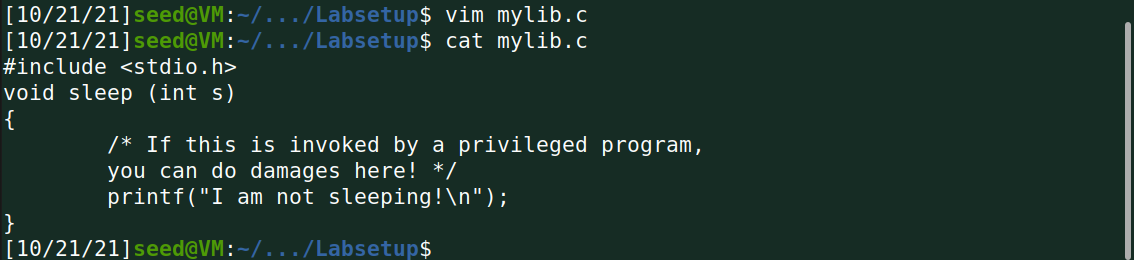 [10/21/21]seed@VM:~/.../Labsetup$ vim mylib.c
[10/21/21]seed@VM:~/.../Labsetup$ cat mylib.c
#include <stdio.h>
void sleep (int s)
{
        /* If this is invoked by a privileged program,
        you can do damages here! */
        printf("I am not sleeping!\n");
}
[10/21/21]seed@VM:~/.../Labsetup$